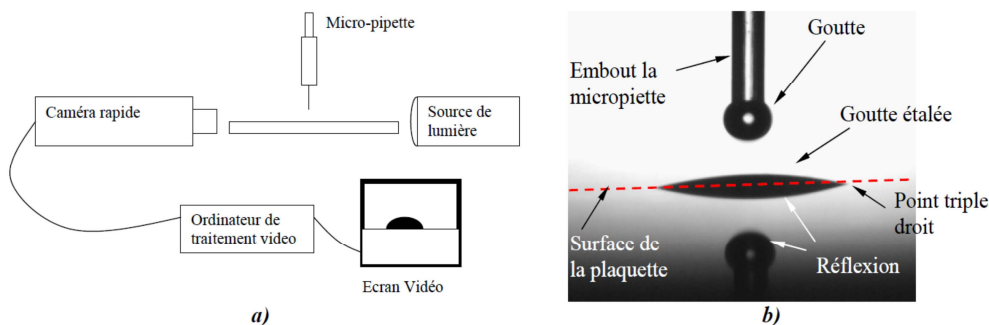 Micro-pipette
Caméra rapide
Source de
lumière
Ordinateur de
traitement video
Ecran Vidéo
a)
Goutte
Embout la
micropiette
Goutte étalée
Point triple
droit
Surface de
la plaquette
Réflexion
b)